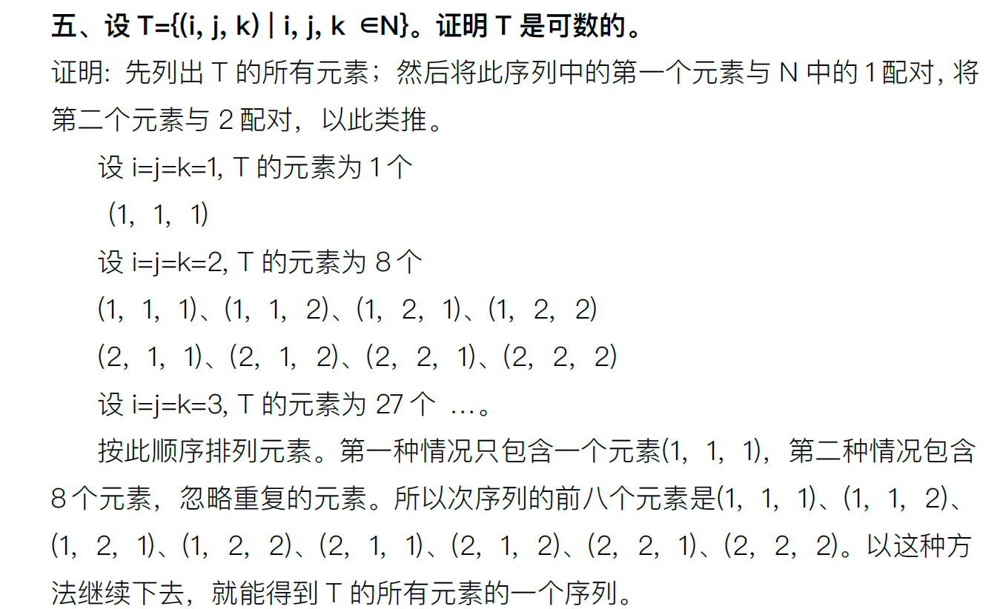 五、设 T={(i, j, k) | i, j, k ∈N}。证明 T 是可数的。
证明: 先列出 T 的所有元素；然后将此序列中的第一个元素与 N 中的 1 配对, 将
第二个元素与 2 配对，以此类推。
设 i=j=k=1, T 的元素为 1 个
(1，1，1)
设 i=j=k=2, T 的元素为 8 个
(1，1，1)、(1，1，2)、(1，2，1)、(1，2，2)
(2，1，1)、(2，1，2)、(2，2，1)、(2，2，2)
设 i=j=k=3, T 的元素为 27 个 …。
按此顺序排列元素。第一种情况只包含一个元素(1，1，1)，第二种情况包含
8 个元素，忽略重复的元素。所以次序列的前八个元素是(1，1，1)、(1，1，2)、
(1，2，1)、(1，2，2)、(2，1，1)、(2，1，2)、(2，2，1)、(2，2，2)。以这种方
法继续下去，就能得到 T 的所有元素的一个序列。